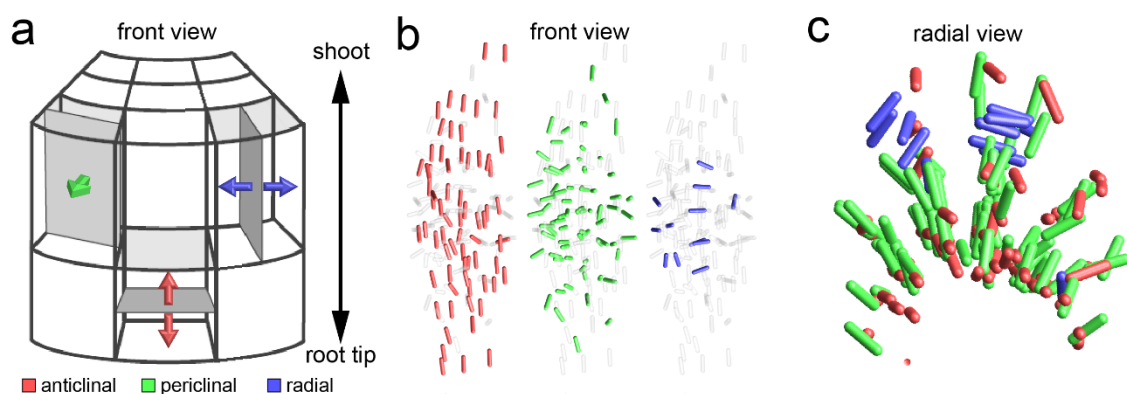 a
front view
shoot
root tip
anticlinal
periclinal
radial
b
front view
c
radial view